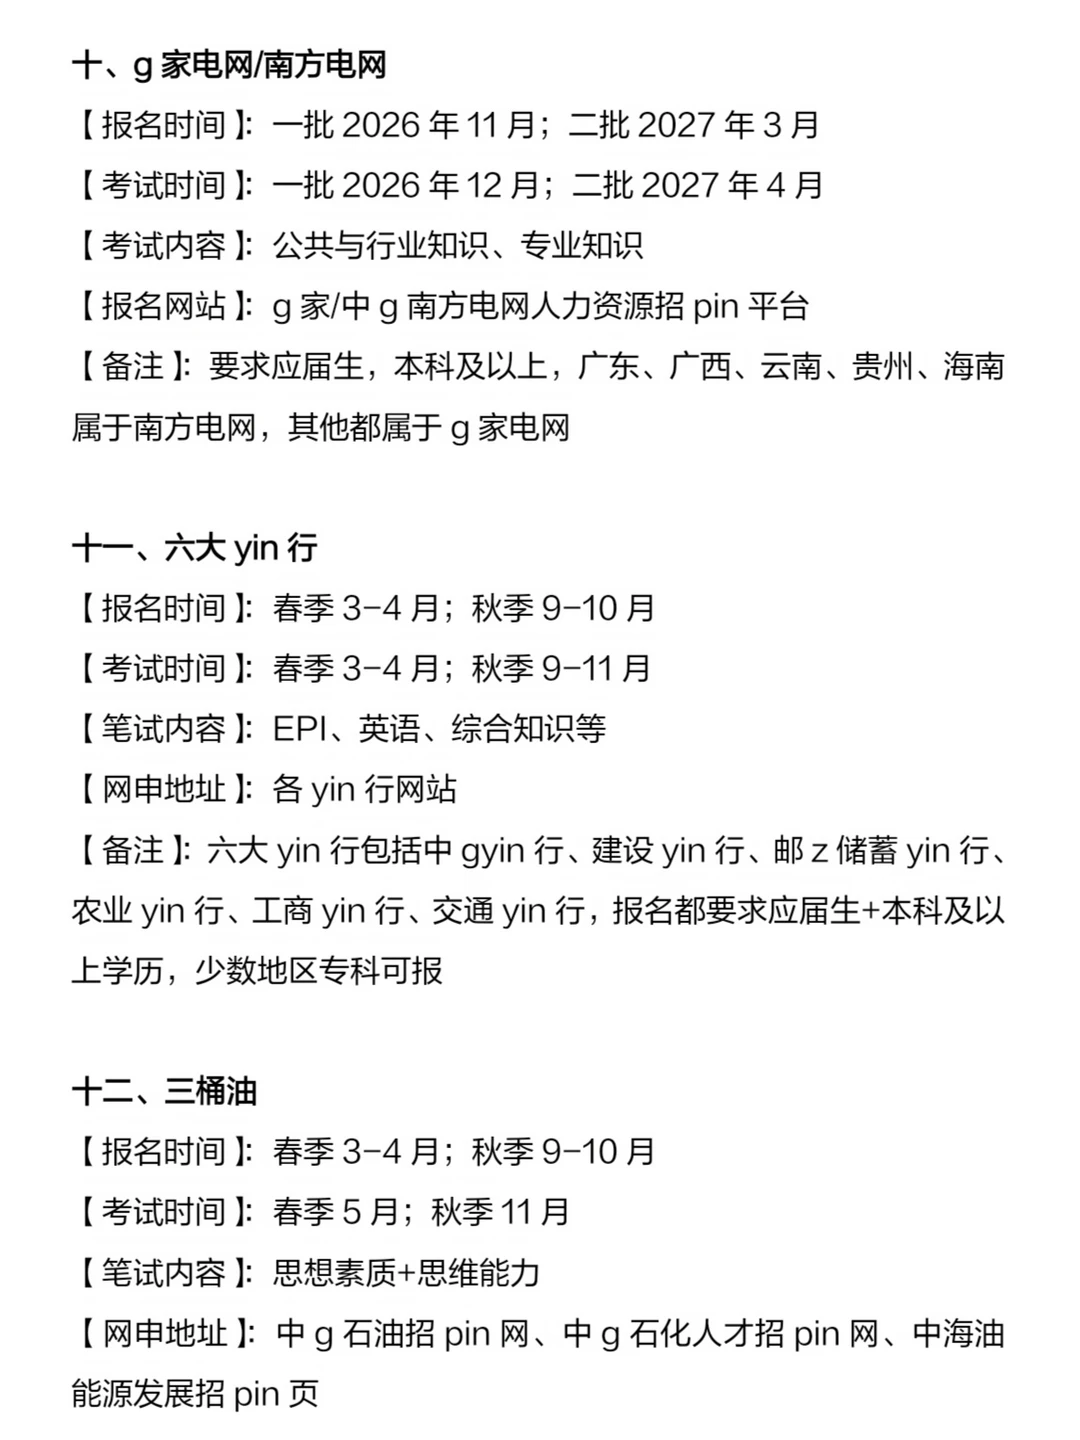 十、g 家电网/南方电网
【报名时间】：一批 2026 年 11 月；二批 2027 年 3 月
【考试时间】：一批 2026 年 12 月；二批 2027 年 4 月
【考试内容】：公共与行业知识、专业知识
【报名网站】：g 家/中 g 南方电网人力资源招 pin 平台
【备注】：要求应届生，本科及以上，广东、广西、云南、贵州、海南
属于南方电网，其他都属于 g 家电网
十一、六大 yin 行
【报名时间】：春季 3-4 月；秋季 9-10 月
【考试时间】：春季 3-4 月；秋季 9-11 月
【笔试内容】：EPI、英语、综合知识等
【网申地址】：各 yin 行网站
【备注】：六大 yin 行包括中 gyin 行、建设 yin 行、邮 z 储蓄 yin 行、
农业 yin 行、工商 yin 行、交通 yin 行，报名都要求应届生+本科及以
上学历，少数地区专科可报
十二、三桶油
【报名时间】：春季 3-4 月；秋季 9-10 月
【考试时间】：春季 5 月；秋季 11 月
【笔试内容】：思想素质+思维能力
【网申地址】：中 g 石油招 pin 网、中 g 石化人才招 pin 网、中海油
能源发展招 pin 页